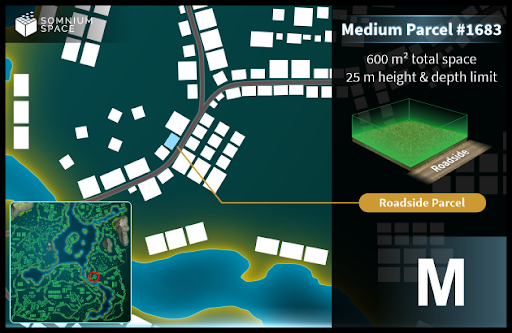 SOMNIUM
SPACE
Medium Parcel #1683
600 m² total space
25 m height & depth limit
Roadside
Roadside Parcel
M